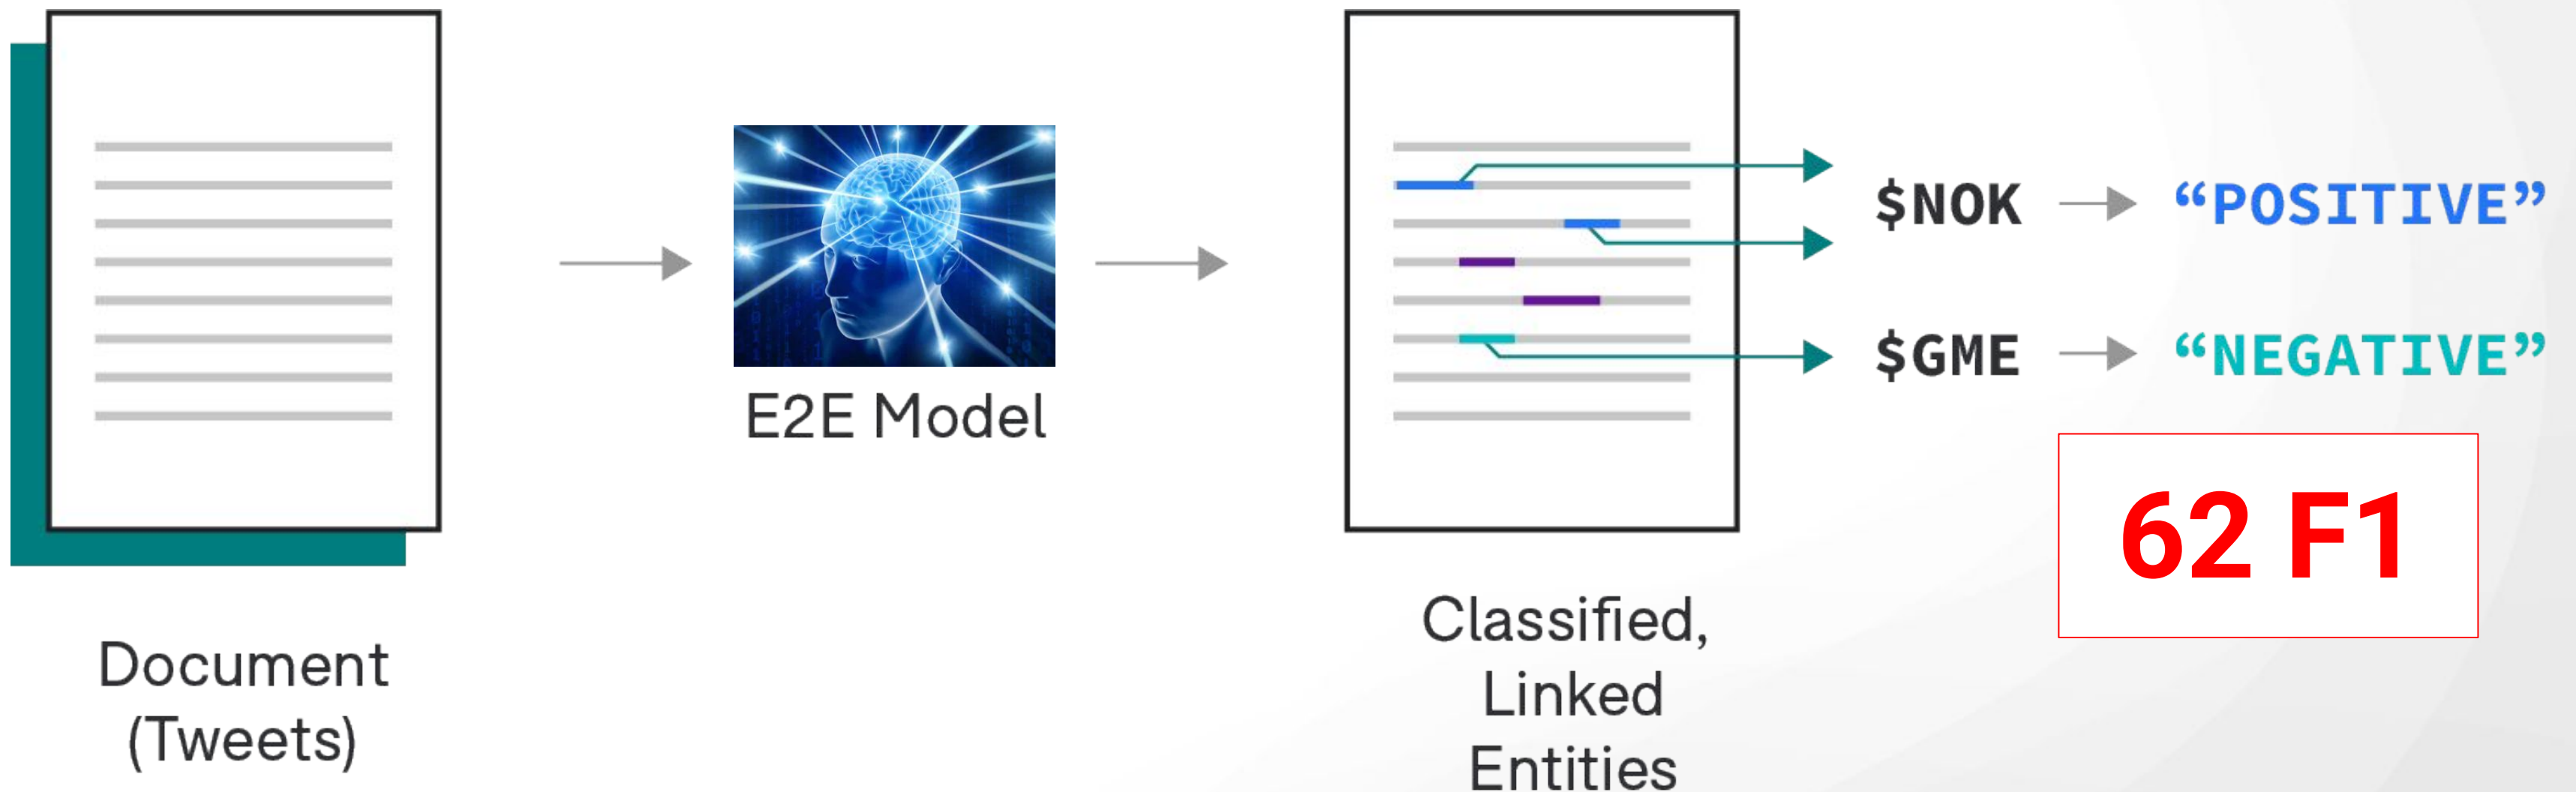 Document
(Tweets)
E2E Model
Classified,
Linked
Entities
$NOK
“POSITIVE”
$GME
“NEGATIVE”
62 F1